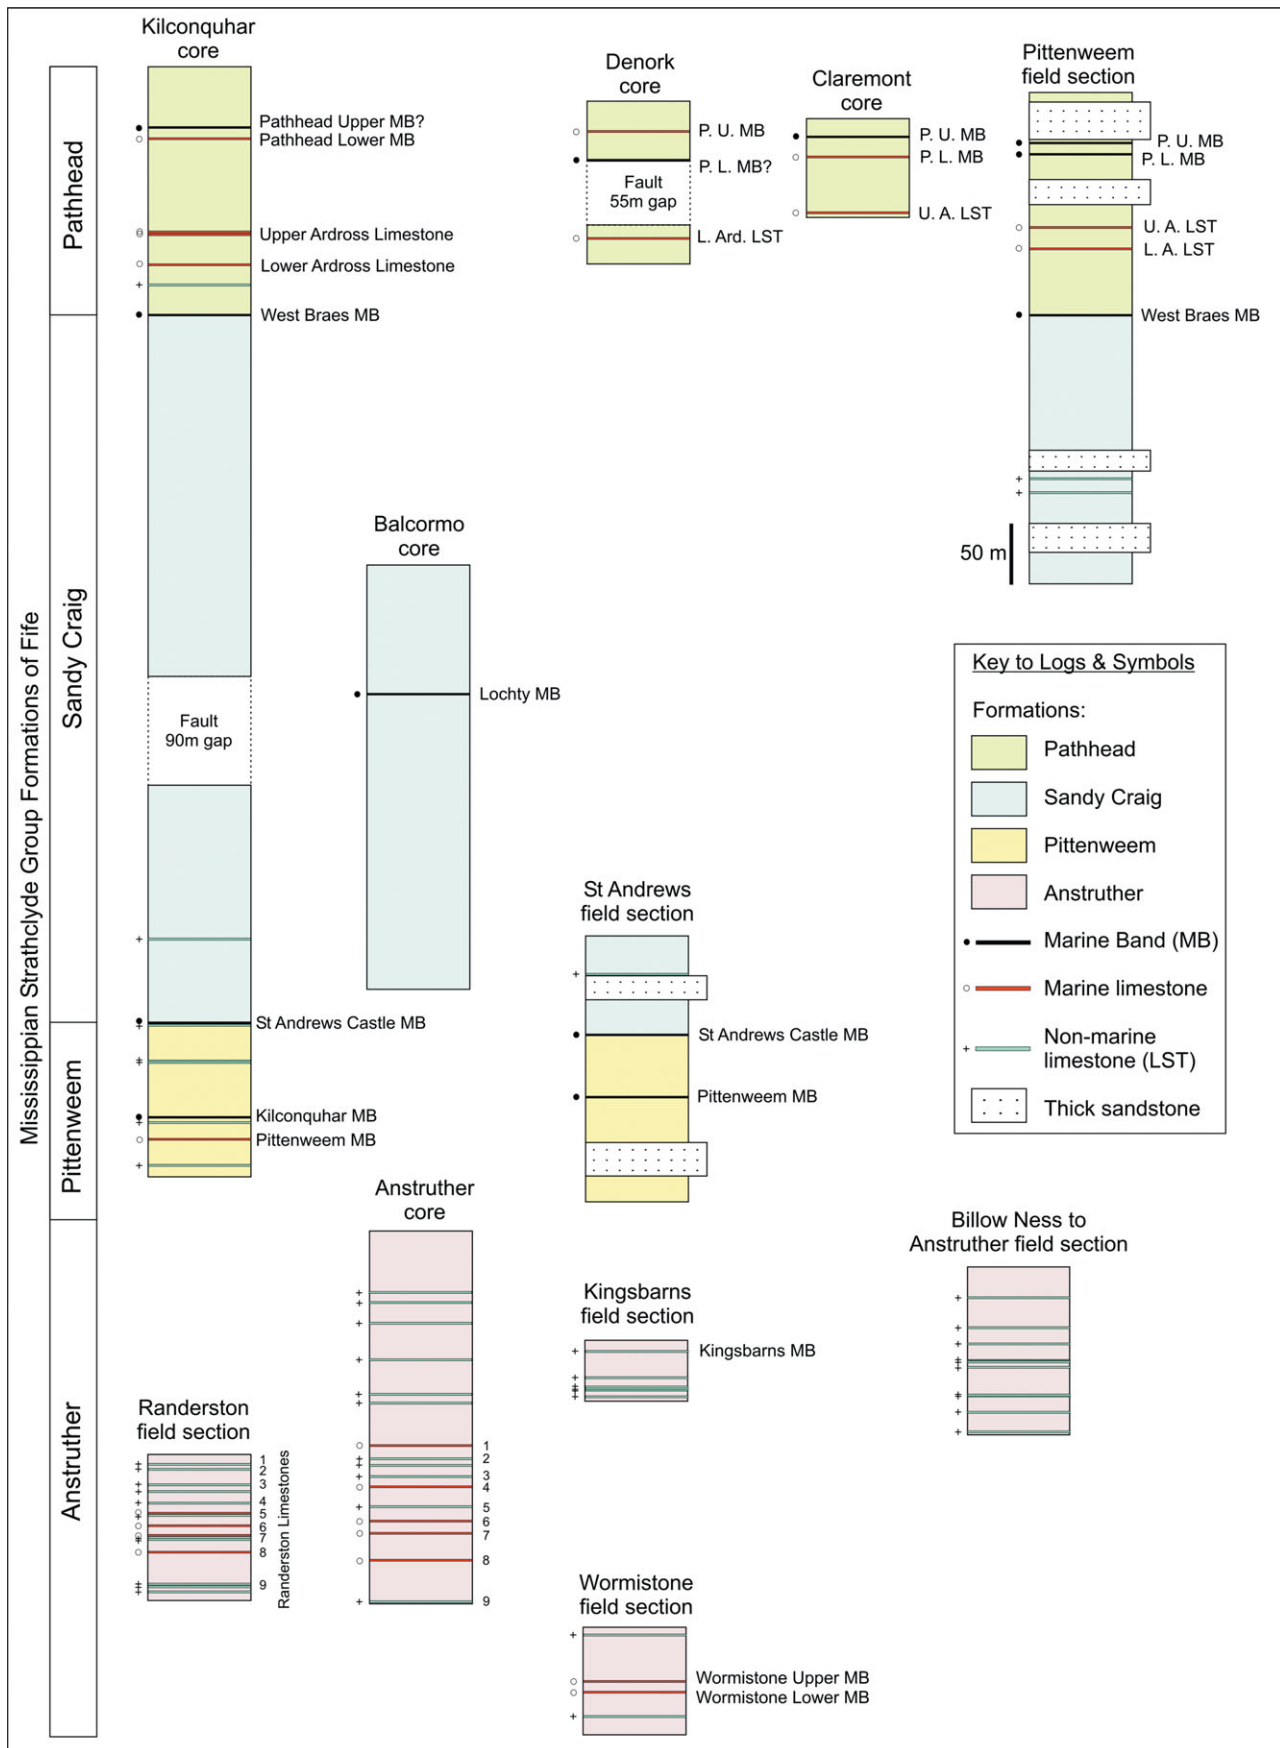 Kilconquhar
core
Pathhead Upper MB?
Pathhead Lower MB
Upper Ardross Limestone
Lower Ardross Limestone
West Braes MB
Fault
90m gap
St Andrews Castle MB
Kilconquhar MB
Pittenweem MB
Denork
core
P. U. MB
P. L. MB?
Fault
55m gap
L. Ard. LST
Claremont
core
P. U. MB
P. L. MB
U. A. LST
Pittenweem
field section
P. U. MB
P. L. MB
U. A. LST
L. A. LST
West Braes MB
50 m
Mississippian Strathclyde Group Formations of Fife
Pathhead
Sandy Craig
Pittenweem
Anstruther
Balcormo
core
Lochty MB
St Andrews
field section
St Andrews Castle MB
Pittenweem MB
Key to Logs & Symbols
Formations:
Pathhead
Sandy Craig
Pittenweem
Anstruther
Marine Band (MB)
Marine limestone
Non-marine
limestone (LST)
Thick sandstone
Anstruther
core
1
2
3
4
5
6
7
8
9
Kingsbarns
field section
Kingsbarns MB
Billow Ness to
Anstruther field section
Randerston
field section
1
2
3
4
5
6
7
8
9
Randerston Limestones
Wormistone
field section
Wormistone Upper MB
Wormistone Lower MB